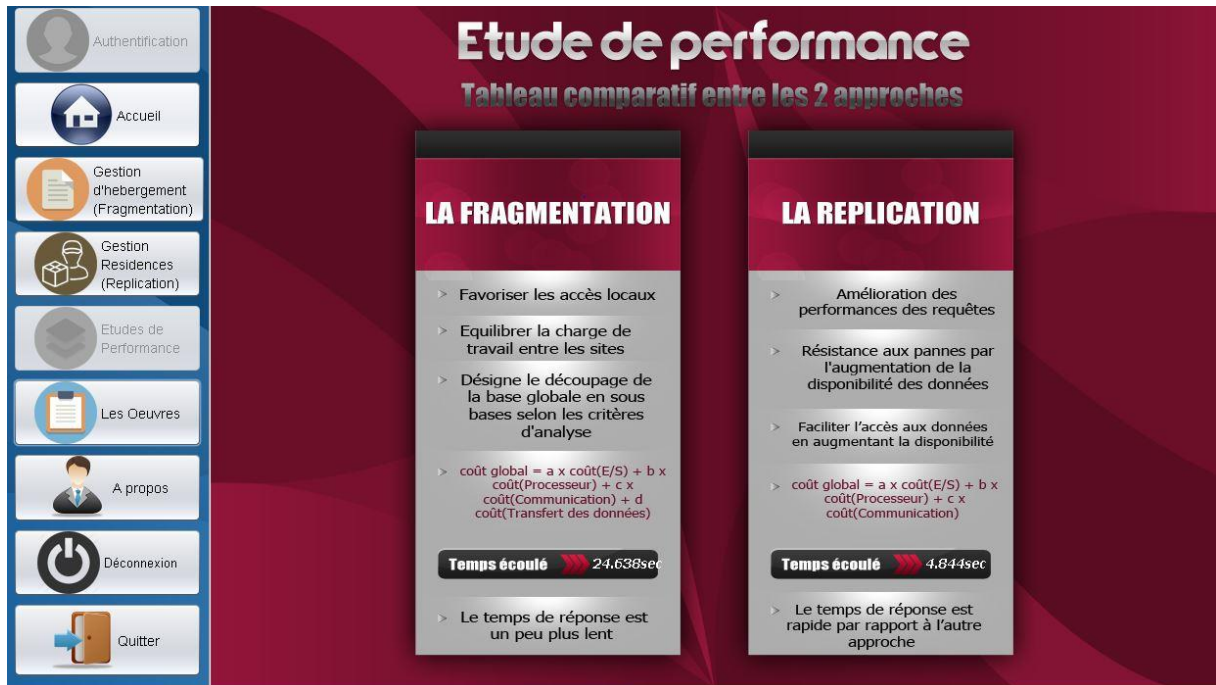 Authentification
Accueil
Gestion
d'hebergement
(Fragmentation)
Gestion
Residences
(Replication)
Etudes de
Performance
Les Oeuvres
A propos
Déconnexion
Quitter
Etude de performance
Tableau comparatif entre les 2 approches
LA FRAGMENTATION
Favoriser les accès locaux
Equilibrer la charge de
travail entre les sites
Désigne le découpage de
la base globale en sous
bases selon les critères
d'analyse
coût global = a x coût(E/S) + b x
coût(Processeur) + c x
coût(Communication) + d
coût(Transfert des données)
Temps écoulé 24.638sec
Le temps de réponse est
un peu plus lent
LA REPLICATION
Amélioration des
performances des requêtes
Résistance aux pannes par
l'augmentation de la
disponibilité des données
Faciliter l'accès aux données
en augmentant la disponibilité
coût global = a x coût(E/S) + b x
coût(Processeur) + c x
coût(Communication)
Temps écoulé 4.844sec
Le temps de réponse est
rapide par rapport à l'autre
approche